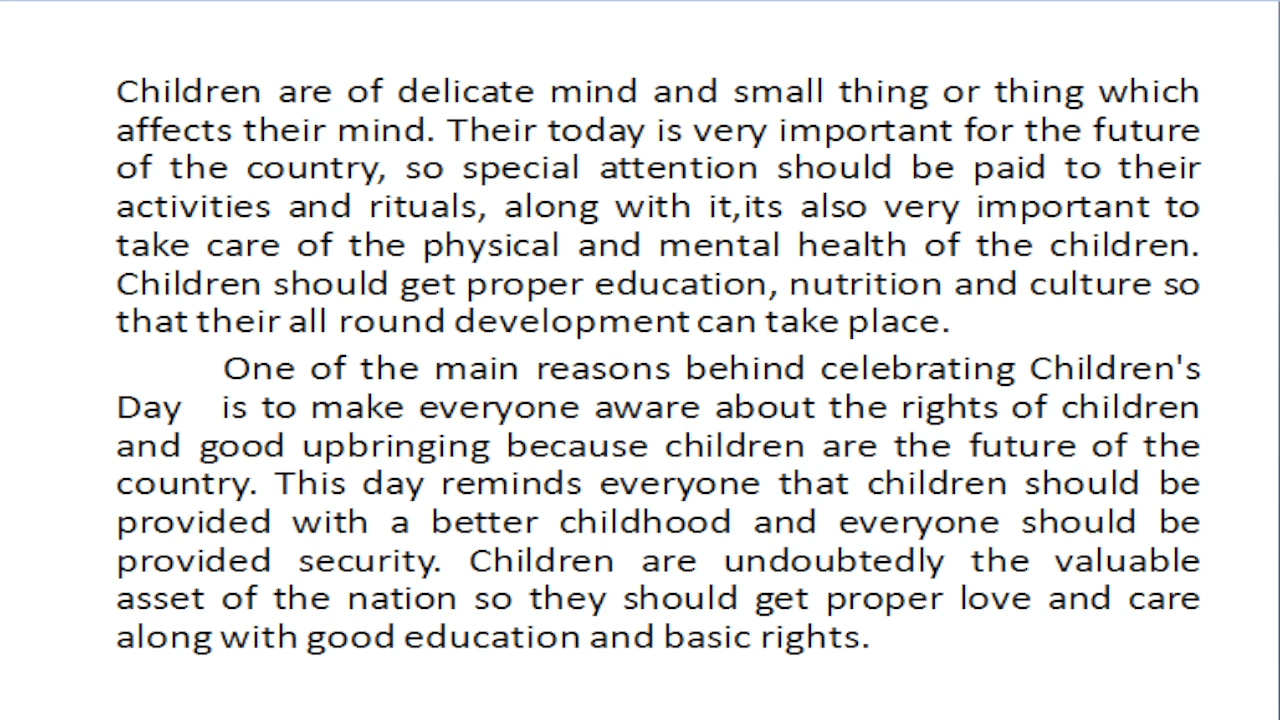 Children are of delicate mind and small thing or thing which
affects their mind. Their today is very important for the future
of the country, so special attention should be paid to their
activities and rituals, along with it,its also very important to
take care of the physical and mental health of the children.
Children should get proper education, nutrition and culture so
that their all round development can take place.
One of the main reasons behind celebrating Children's
Day is to make everyone aware about the rights of children
and good upbringing because children are the future of the
country. This day reminds everyone that children should be
provided with a better childhood and everyone should be
provided security. Children are undoubtedly the valuable
asset of the nation so they should get proper love and care
along with good education and basic rights.